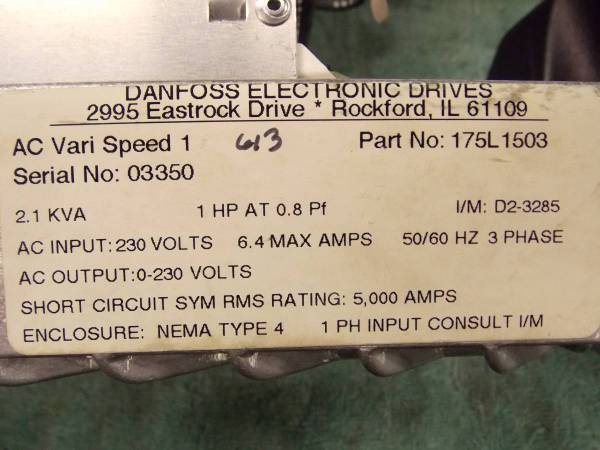 DANFOSS ELECTRONIC DRIVES
2995 Eastrock Drive * Rockford, IL 61109
AC Vari Speed 1 613 Part No: 175L1503
Serial No: 03350
2.1 KVA 1 HP AT 0.8 Pf I/M: D2-3285
AC INPUT: 230 VOLTS 6.4 MAX AMPS 50/60 HZ 3 PHASE
AC OUTPUT:0-230 VOLTS
SHORT CIRCUIT SYM RMS RATING: 5,000 AMPS
ENCLOSURE: NEMA TYPE 4 1 PH INPUT CONSULT I/M